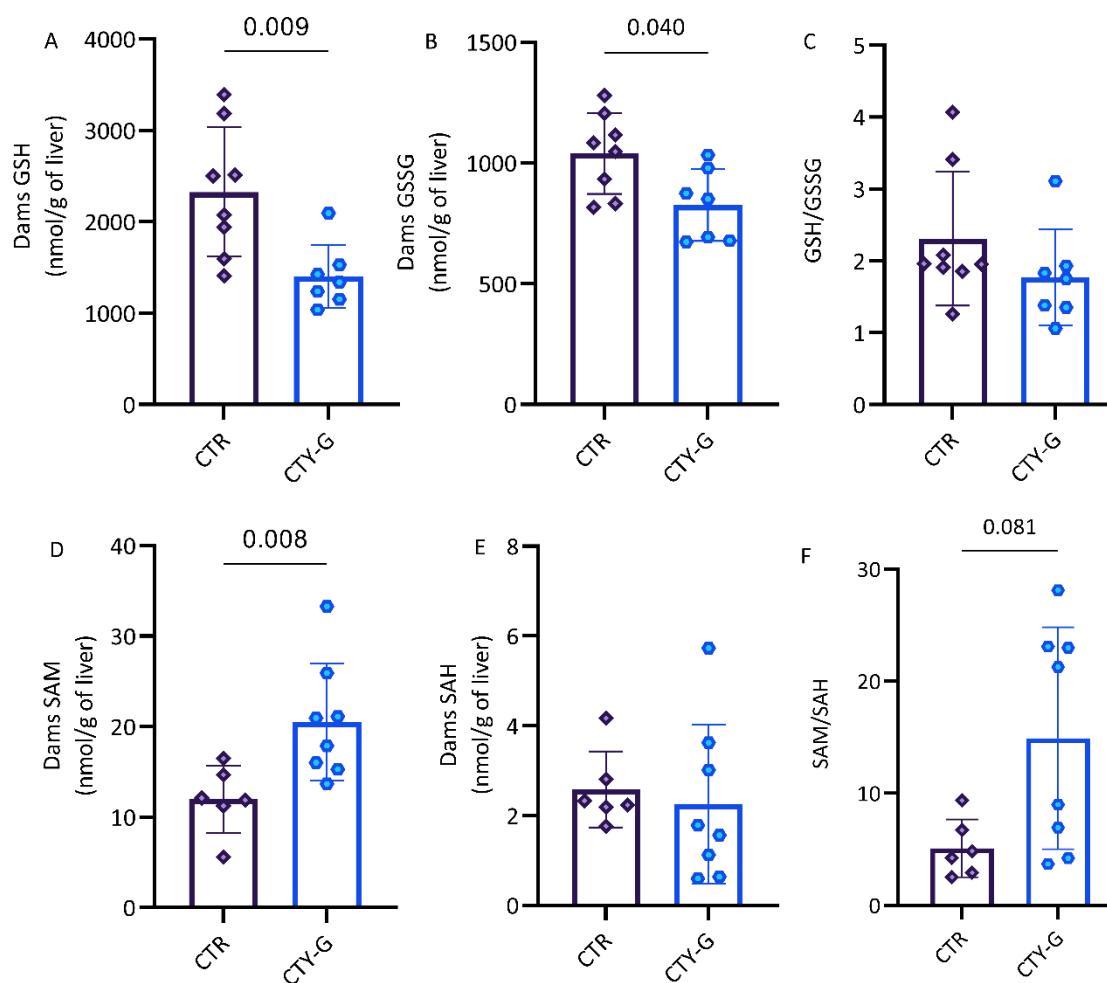 A
0.009
Dams GSH
(nmol/g of liver)
4000
3000
2000
1000
0
CTR
CTY-G
B
0.040
Dams GSSG
(nmol/g of liver)
1500
1000
500
0
CTR
CTY-G
C
GSH/GSSG
5
4
3
2
1
0
CTR
CTY-G
D
0.008
Dams SAM
(nmol/g of liver)
40
30
20
10
0
CTR
CTY-G
E
Dams SAH
(nmol/g of liver)
8
6
4
2
0
CTR
CTY-G
F
0.081
SAM/SAH
30
20
10
0
CTR
CTY-G